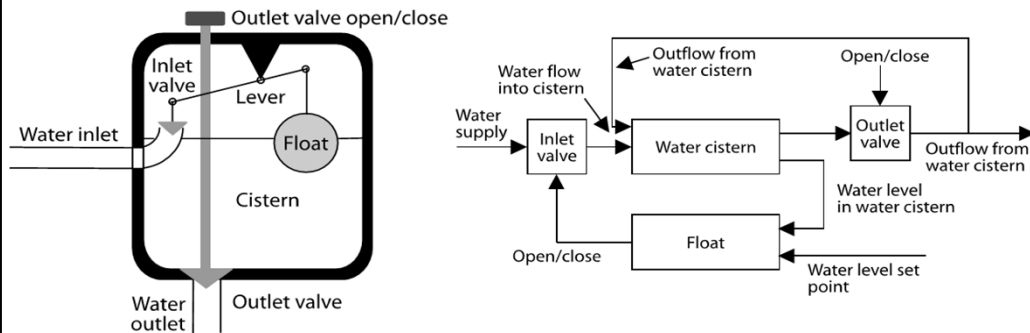 Outlet valve open/close
Inlet
valve
Lever
Water inlet
Float
Cistern
Water
outlet
Outlet valve
Outflow from
water cistern
Open/close
Water flow
into cistern
Water
supply
Inlet
valve
Water cistern
Outlet
valve
Outflow from
water cistern
Water level
in water cistern
Float
Open/close
Water level set
point